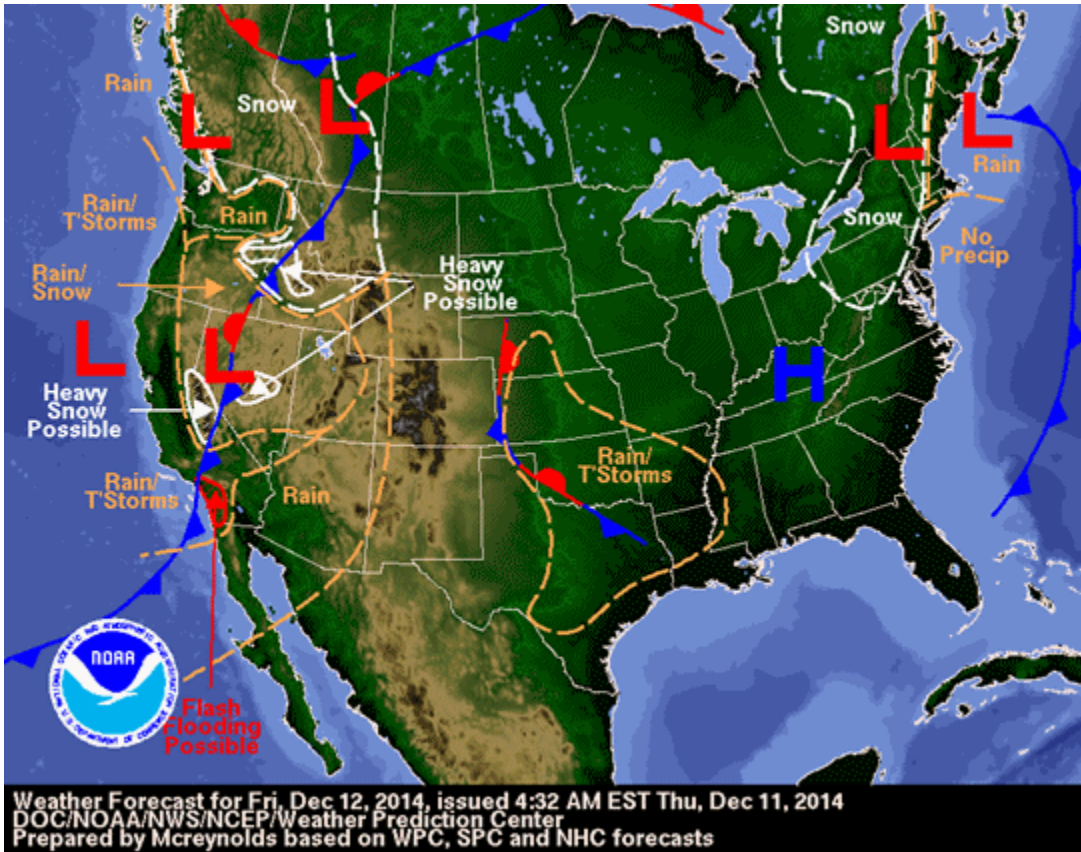 Snow
Rain
Snow
L
L
L
L
Rain
Rain/
T'Storms
Rain
Snow
No
Precip
Rain/
Snow
Heavy
Snow
Possible
L
L
H
Heavy
Snow
Possible
Rain/
T'Storms
Rain/
T'Storms
Rain
NOAA
Flash
Flooding
Possible
Weather Forecast for Fri, Dec 12, 2014, issued 4:32 AM EST Thu, Dec 11, 2014
DOC/NOAA/NWS/NCEP/Weather Prediction Center
Prepared by Mcreynolds based on WPC, SPC and NHC forecasts